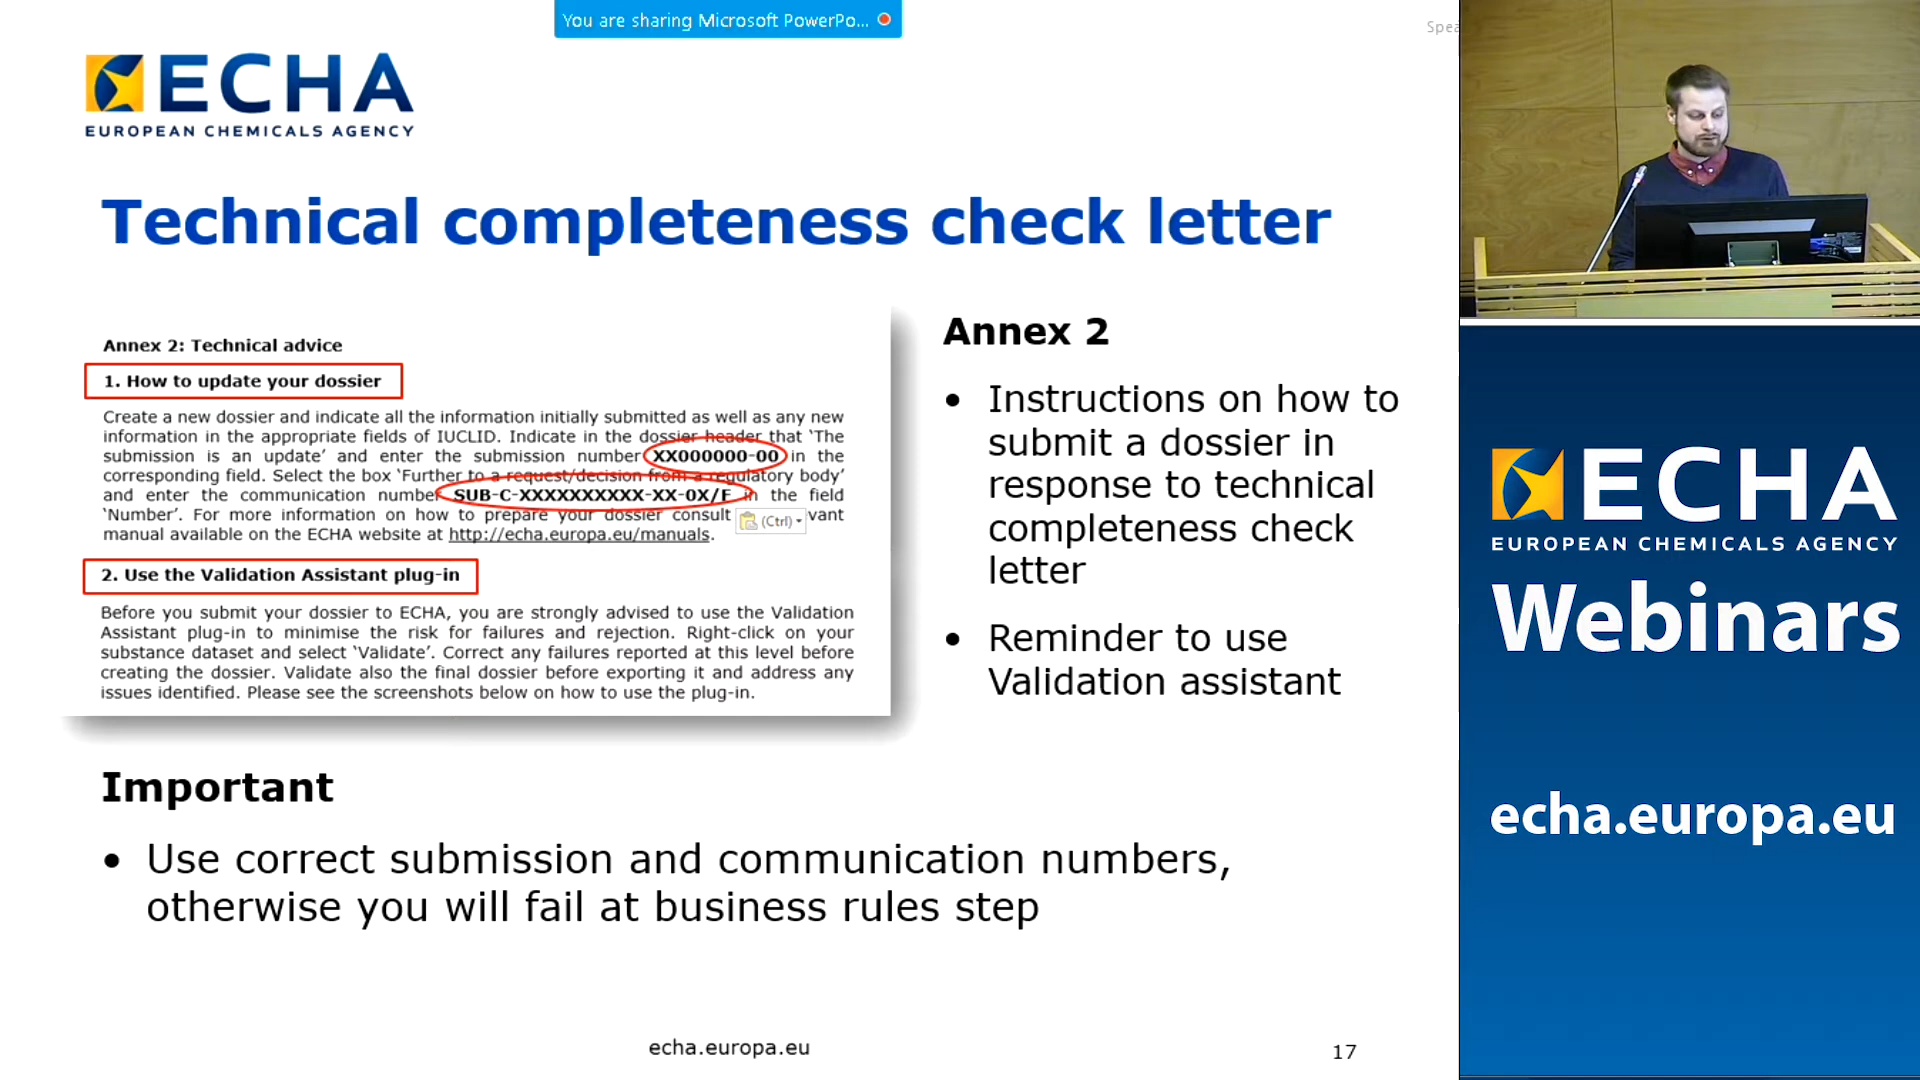 You are sharing Microsoft PowerPo...
Spea
ECHA
EUROPEAN CHEMICALS AGENCY
Technical completeness check letter
Annex 2: Technical advice
1. How to update your dossier
Create a new dossier and indicate all the information initially submitted as well as any new
information in the appropriate fields of IUCLID. Indicate in the dossier header that ‘The
submission is an update’ and enter the submission number XX000000-00 in the
corresponding field. Select the box ‘Further to a request/decision from a regulatory body’
and enter the communication number SUB-C-XXXXXXXXXX-XX-0X/F in the field
‘Number’. For more information on how to prepare your dossier consult (Ctrl) vant
manual available on the ECHA website at http://echa.europa.eu/manuals.
2. Use the Validation Assistant plug-in
Before you submit your dossier to ECHA, you are strongly advised to use the Validation
Assistant plug-in to minimise the risk for failures and rejection. Right-click on your
substance dataset and select ‘Validate’. Correct any failures reported at this level before
creating the dossier. Validate also the final dossier before exporting it and address any
issues identified. Please see the screenshots below on how to use the plug-in.
Annex 2
• Instructions on how to
submit a dossier in
response to technical
completeness check
letter
• Reminder to use
Validation assistant
Important
• Use correct submission and communication numbers,
otherwise you will fail at business rules step
echa.europa.eu
17
ECHA
EUROPEAN CHEMICALS AGENCY
Webinars
echa.europa.eu